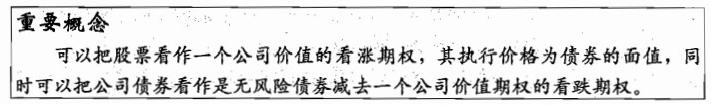 重要概念
可以把股票看作一个公司价值的看涨期权，其执行价格为债券的面值，同
时可以把公司债券看作是无风险债券减去一个公司价值期权的看跌期权。